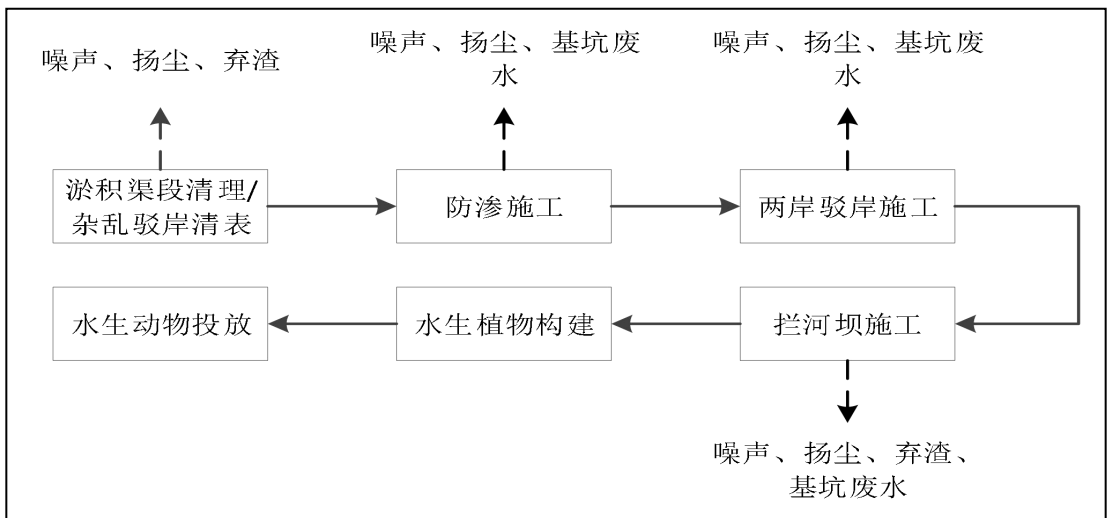 噪声、扬尘、弃渣
噪声、扬尘、基坑废
水
噪声、扬尘、基坑废
水
淤积渠段清理/
杂乱驳岸清表
防渗施工
两岸驳岸施工
水生动物投放
水生植物构建
拦河坝施工
噪声、扬尘、弃渣、
基坑废水